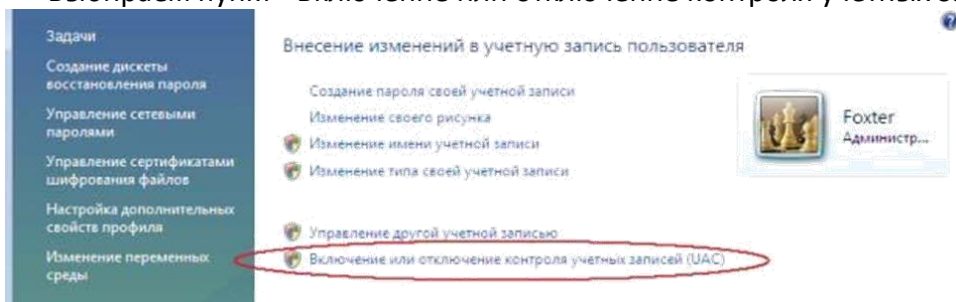 Задачи
Создание дискеты
восстановления пароля
Управление сетевыми
паролями
Управление сертификатами
шифрования файлов
Настройка дополнительных
свойств профиля
Изменение переменных
среды
Внесение изменений в учетную запись пользователя
Создание пароля своей учетной записи
Изменение своего рисунка
Изменение имени учетной записи
Изменение типа своей учетной записи
Управление другой учетной записью
Включение или отключение контроля учетных записей (UAC)
Foxter
Администр...